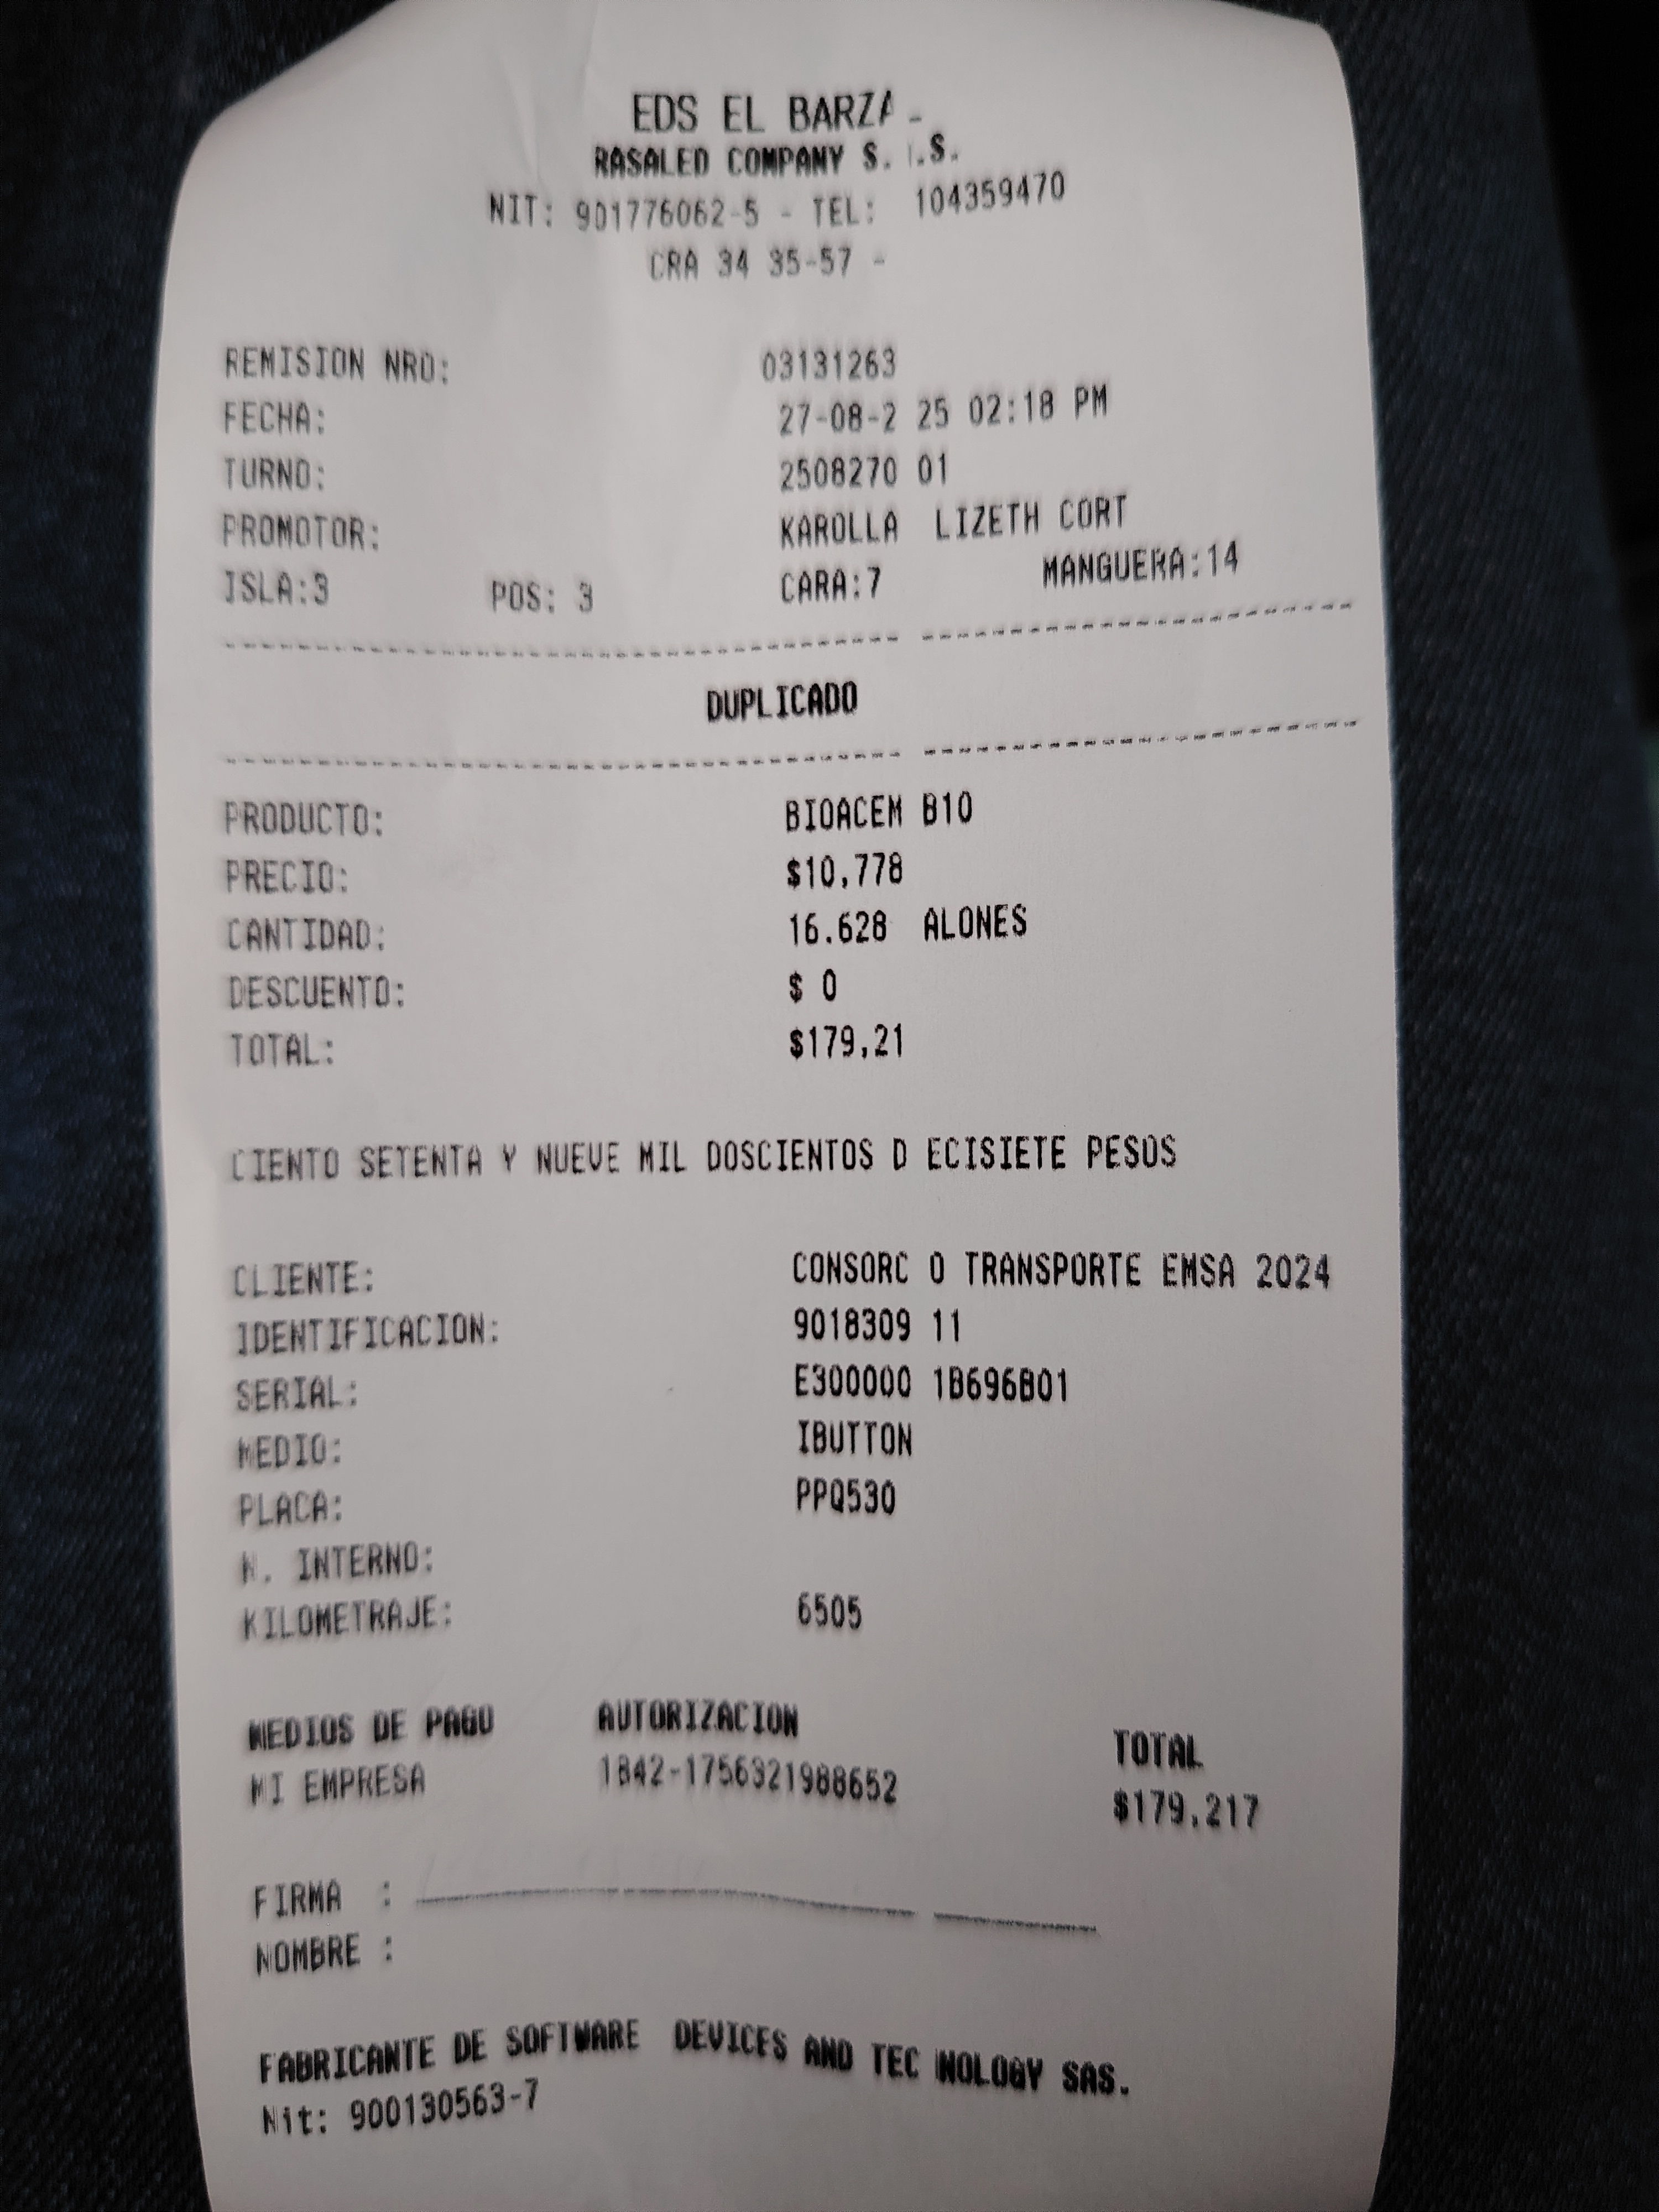 EDS EL BARZA -
RASALED COMPANY S. .S.
NIT: 901776062-5 - TEL: 104359470
CRA 34 35-57 -
REMISION NRO: 03131263
FECHA: 27-08-2 25 02:18 PM
TURNO: 2508270 01
PROMOTOR: KAROLLA LIZETH CORT
ISLA:3 POS: 3 CARA:7 MANGUERA:14
DUPLICADO
PRODUCTO: BIOACEM B10
PRECIO: $10,778
CANTIDAD: 16.628 ALONES
DESCUENTO: $ 0
TOTAL: $179,21
CIENTO SETENTA Y NUEVE MIL DOSCIENTOS D ECISIETE PESOS
CLIENTE: CONSORC O TRANSPORTE EMSA 2024
IDENTIFICACION: 9018309 11
SERIAL: E300000 1B696B01
MEDIO: IBUTTON
PLACA: PPQ530
N. INTERNO:
KILOMETRAJE: 6505
MEDIOS DE PAGO AUTORIZACION TOTAL
MI EMPRESA 1842-1756321988652 $179,217
FIRMA :
NOMBRE :
FABRICANTE DE SOFTWARE DEVICES AND TEC NOLOGY SAS.
Nit: 900130563-7